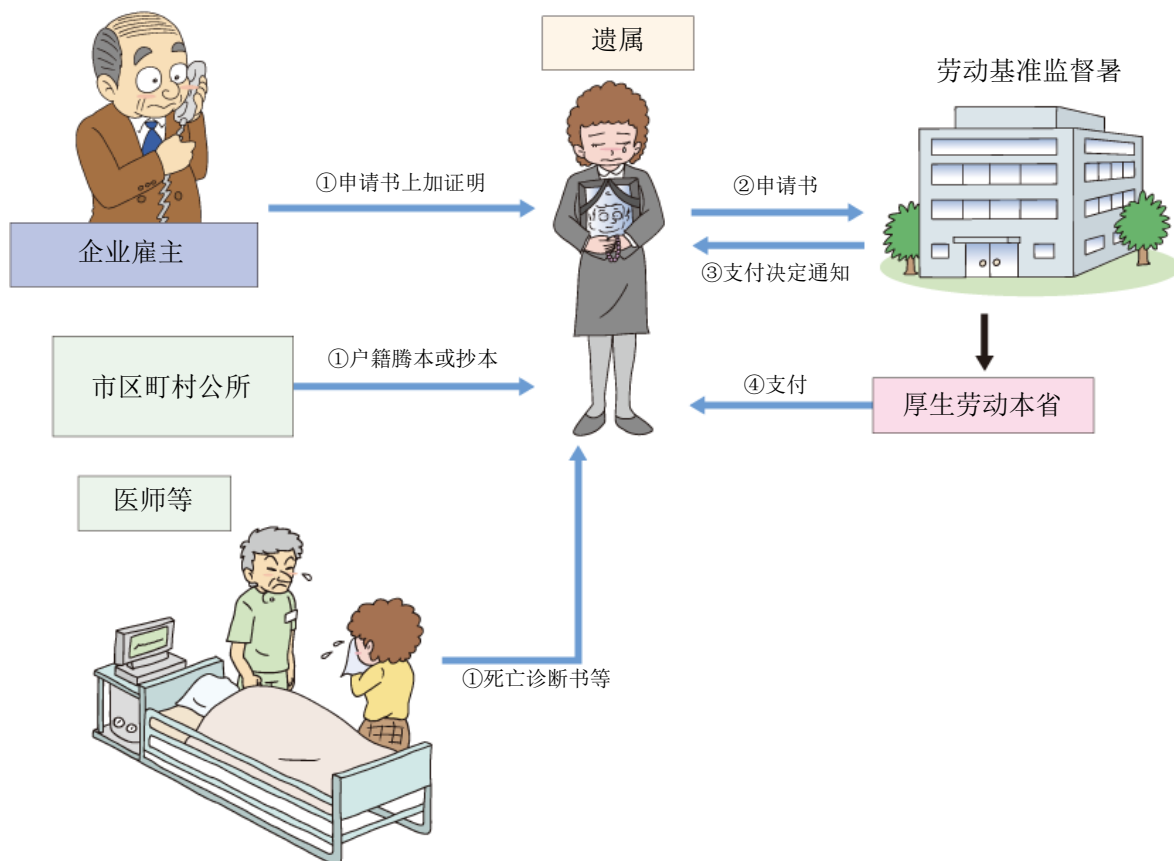 遗属
劳动基准监督暑
①申请书上加证明
②申请书
企业雇主
③支付决定通知
①户籍腾本或抄本
市区町村公所
④支付
厚生劳动本省
医师等
①死亡诊断书等